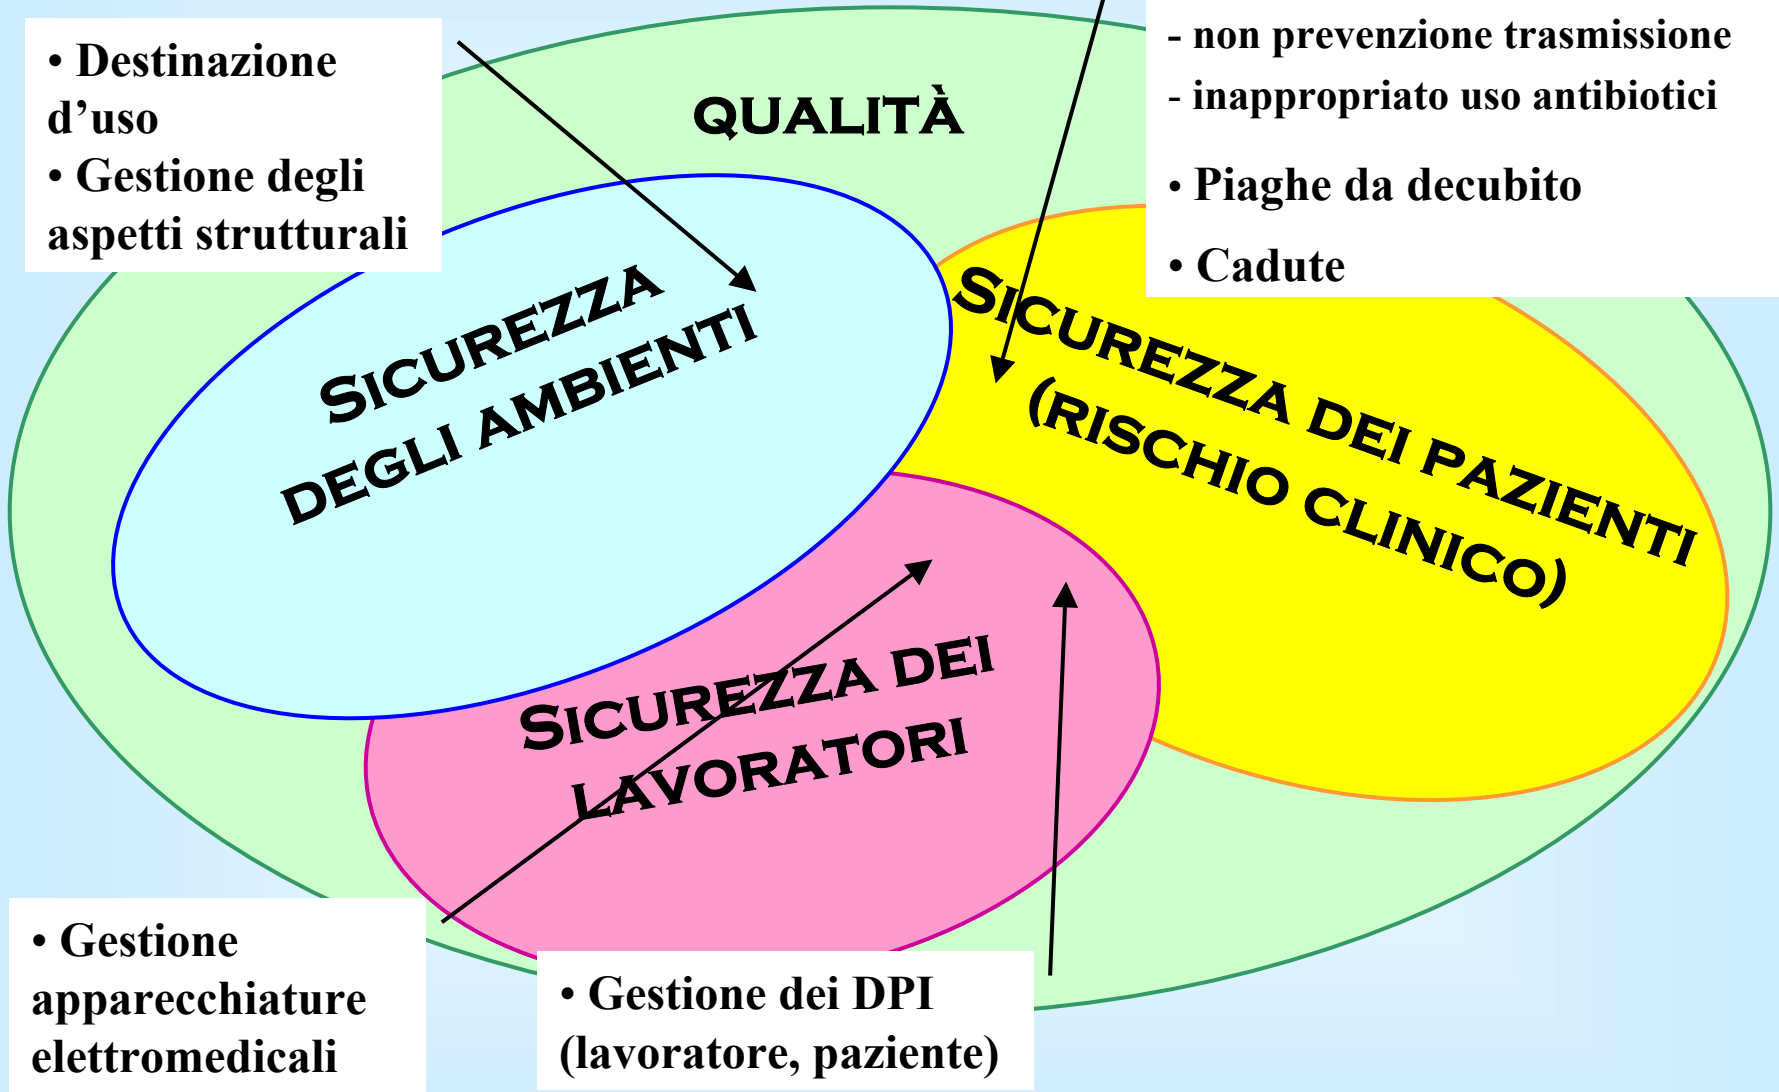 • Destinazione
d’uso
• Gestione degli
aspetti strutturali
- non prevenzione trasmissione
- inappropriato uso antibiotici
• Piaghe da decubito
• Cadute
QUALITÀ
SICUREZZA
DEGLI AMBIENTI
SICUREZZA DEI PAZIENTI
(RISCHIO CLINICO)
SICUREZZA DEI
LAVORATORI
• Gestione
apparecchiature
elettromedicali
• Gestione dei DPI
(lavoratore, paziente)